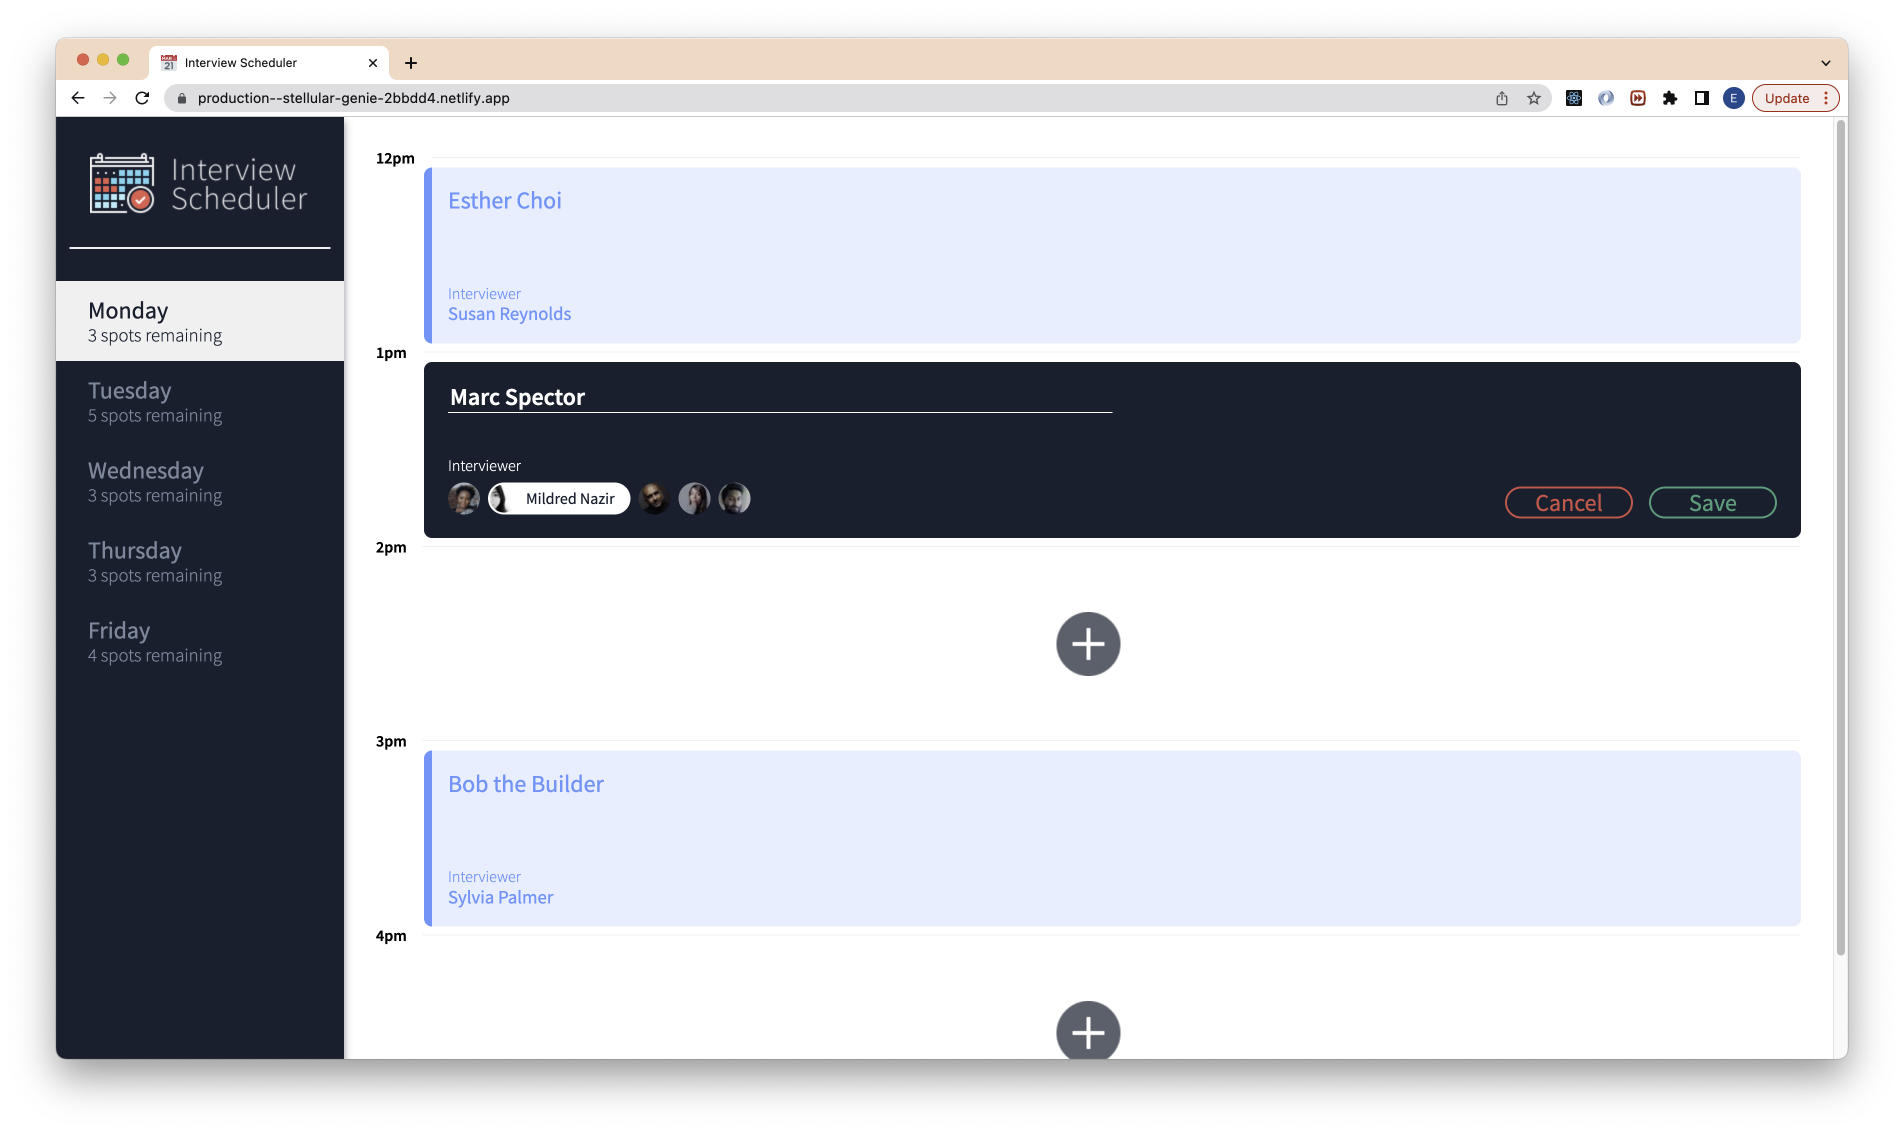 Interview Scheduler
production--stellular-genie-2bbdd4.netlify.app
E
Update
Interview
Scheduler
Monday
3 spots remaining
Tuesday
5 spots remaining
Wednesday
3 spots remaining
Thursday
3 spots remaining
Friday
4 spots remaining
12pm
Esther Choi
Interviewer
Susan Reynolds
1pm
Marc Spector
Interviewer
Mildred Nazir
Cancel
Save
2pm
3pm
Bob the Builder
Interviewer
Sylvia Palmer
4pm